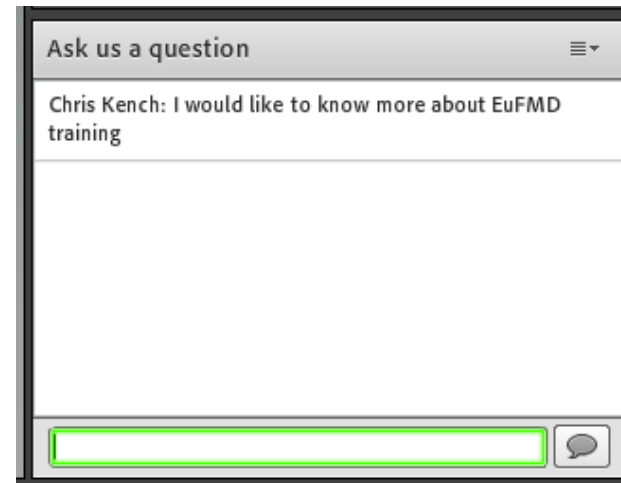 Ask us a question
Chris Kench: I would like to know more about EuFMD
training